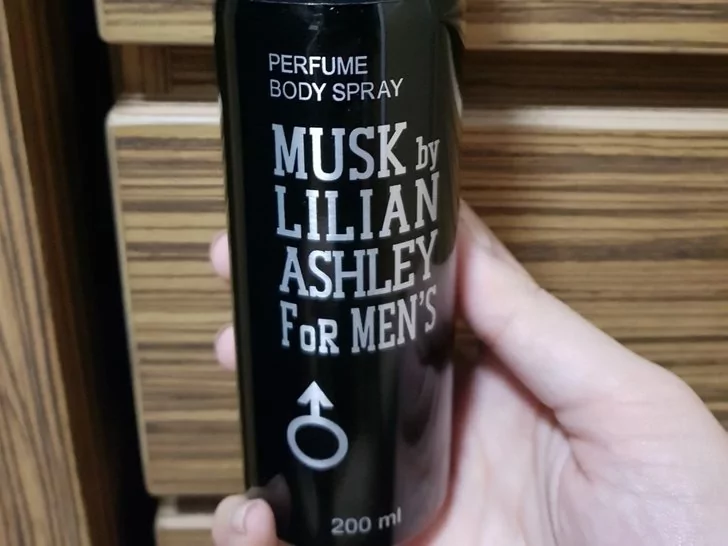 PERFUME
BODY SPRAY
MUSK by
LILIAN
ASHLEY
FoR MEN'S
200 ml